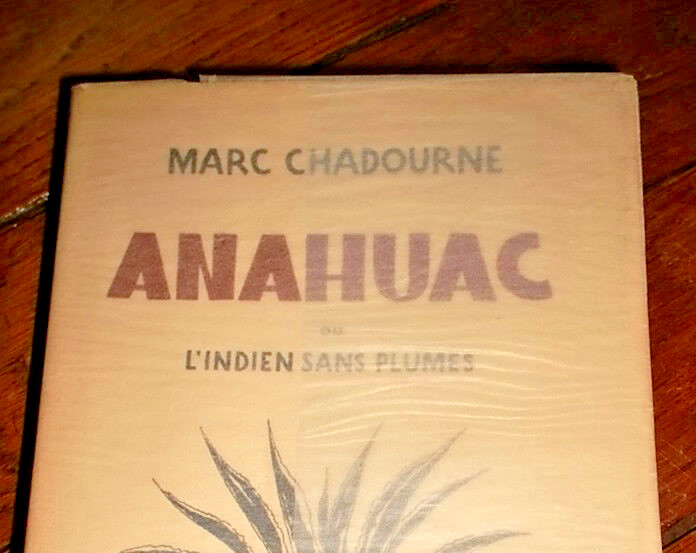 MARC CHADOURNE
ANAHUAC
OU
L'INDIEN SANS PLUMES